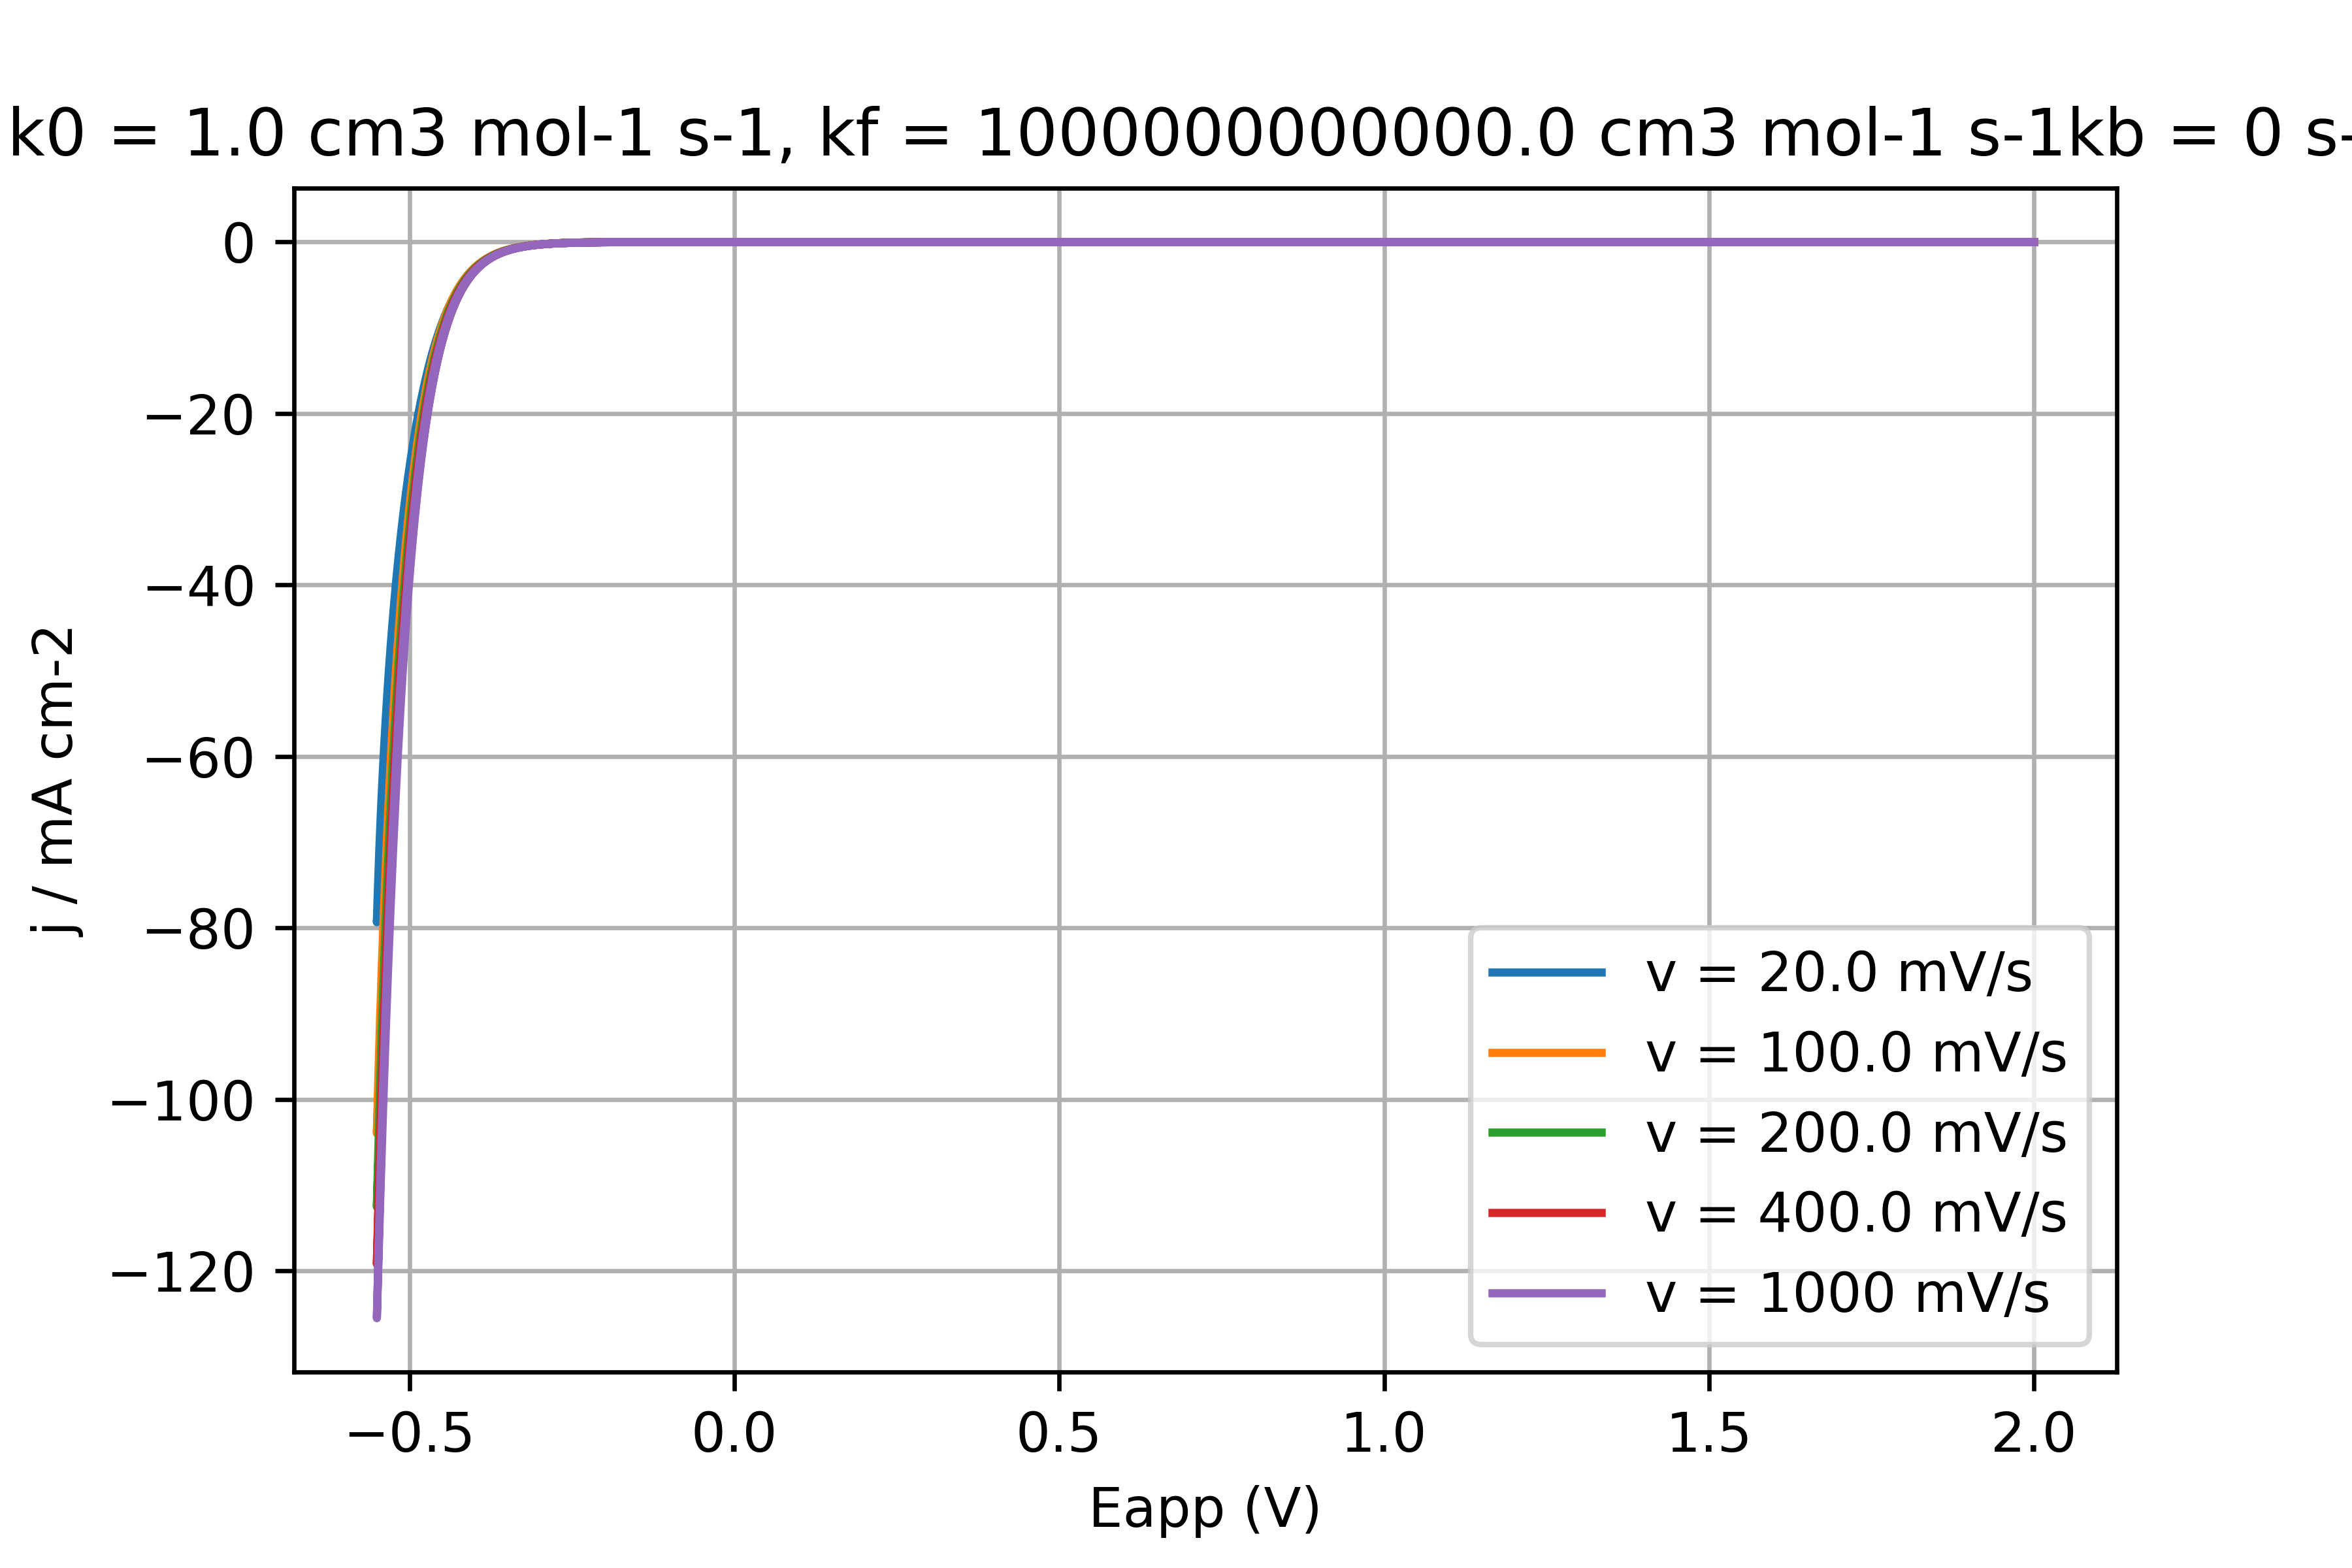 k0 = 1.0 cm3 mol-1 s-1, kf = 1000000000000.0 cm3 mol-1 s-1kb = 0 s-
0
−20
−40
−60
−80
−100
−120
j / mA cm-2
v = 20.0 mV/s
v = 100.0 mV/s
v = 200.0 mV/s
v = 400.0 mV/s
v = 1000 mV/s
−0.5
0.0
0.5
1.0
1.5
2.0
Eapp (V)